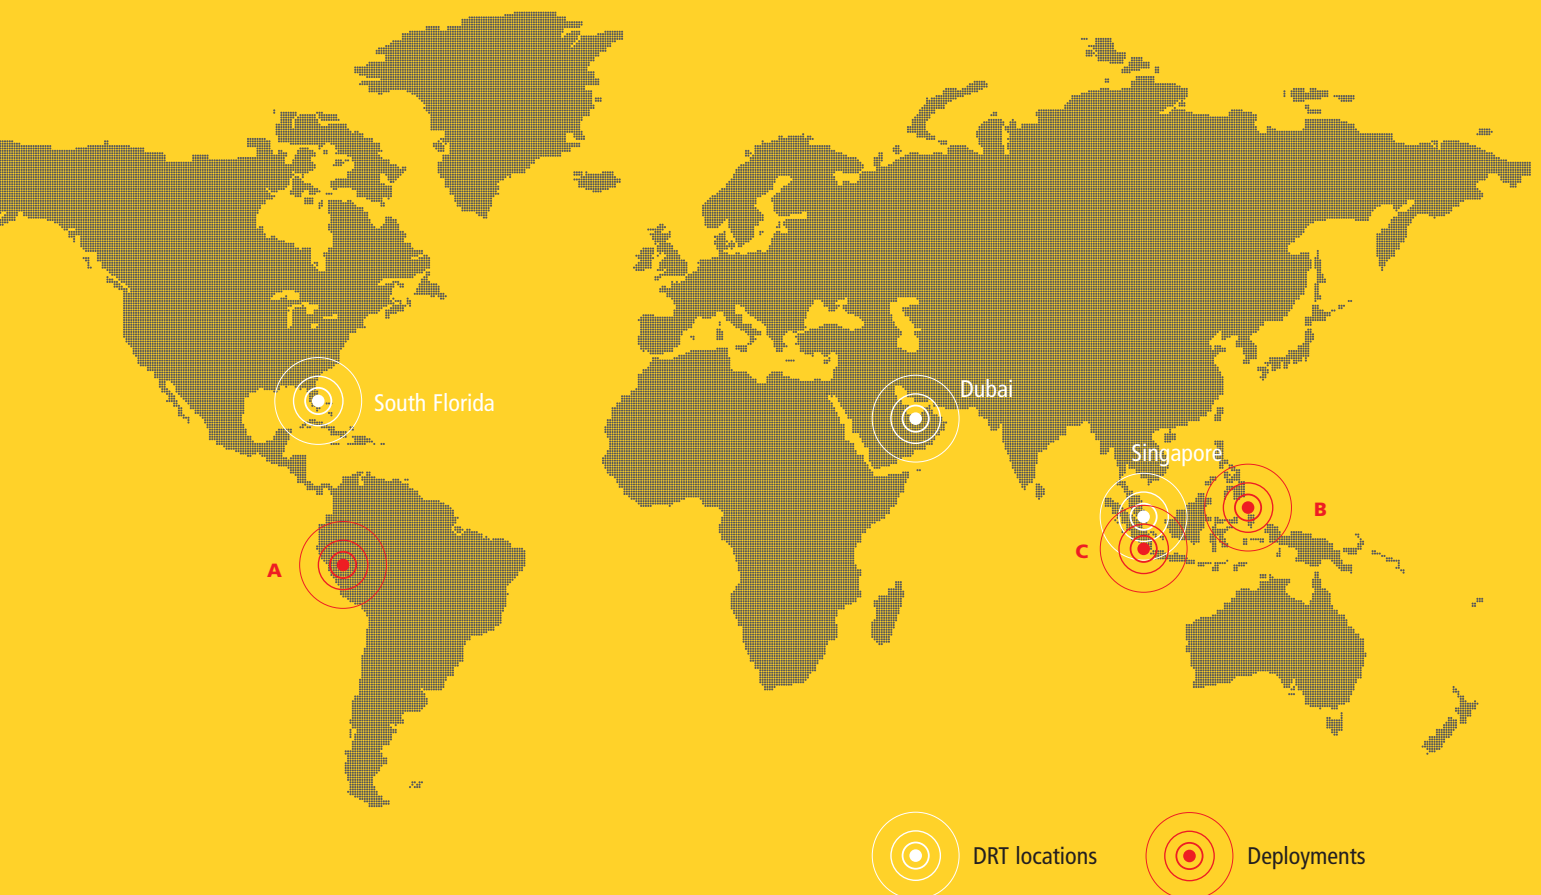 South Florida
Dubai
Singapore
A
B
C
DRT locations
Deployments